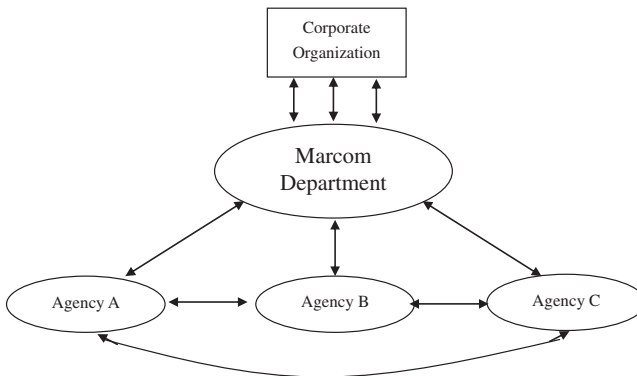 Corporate
Organization
Marcom
Department
Agency A
Agency B
Agency C